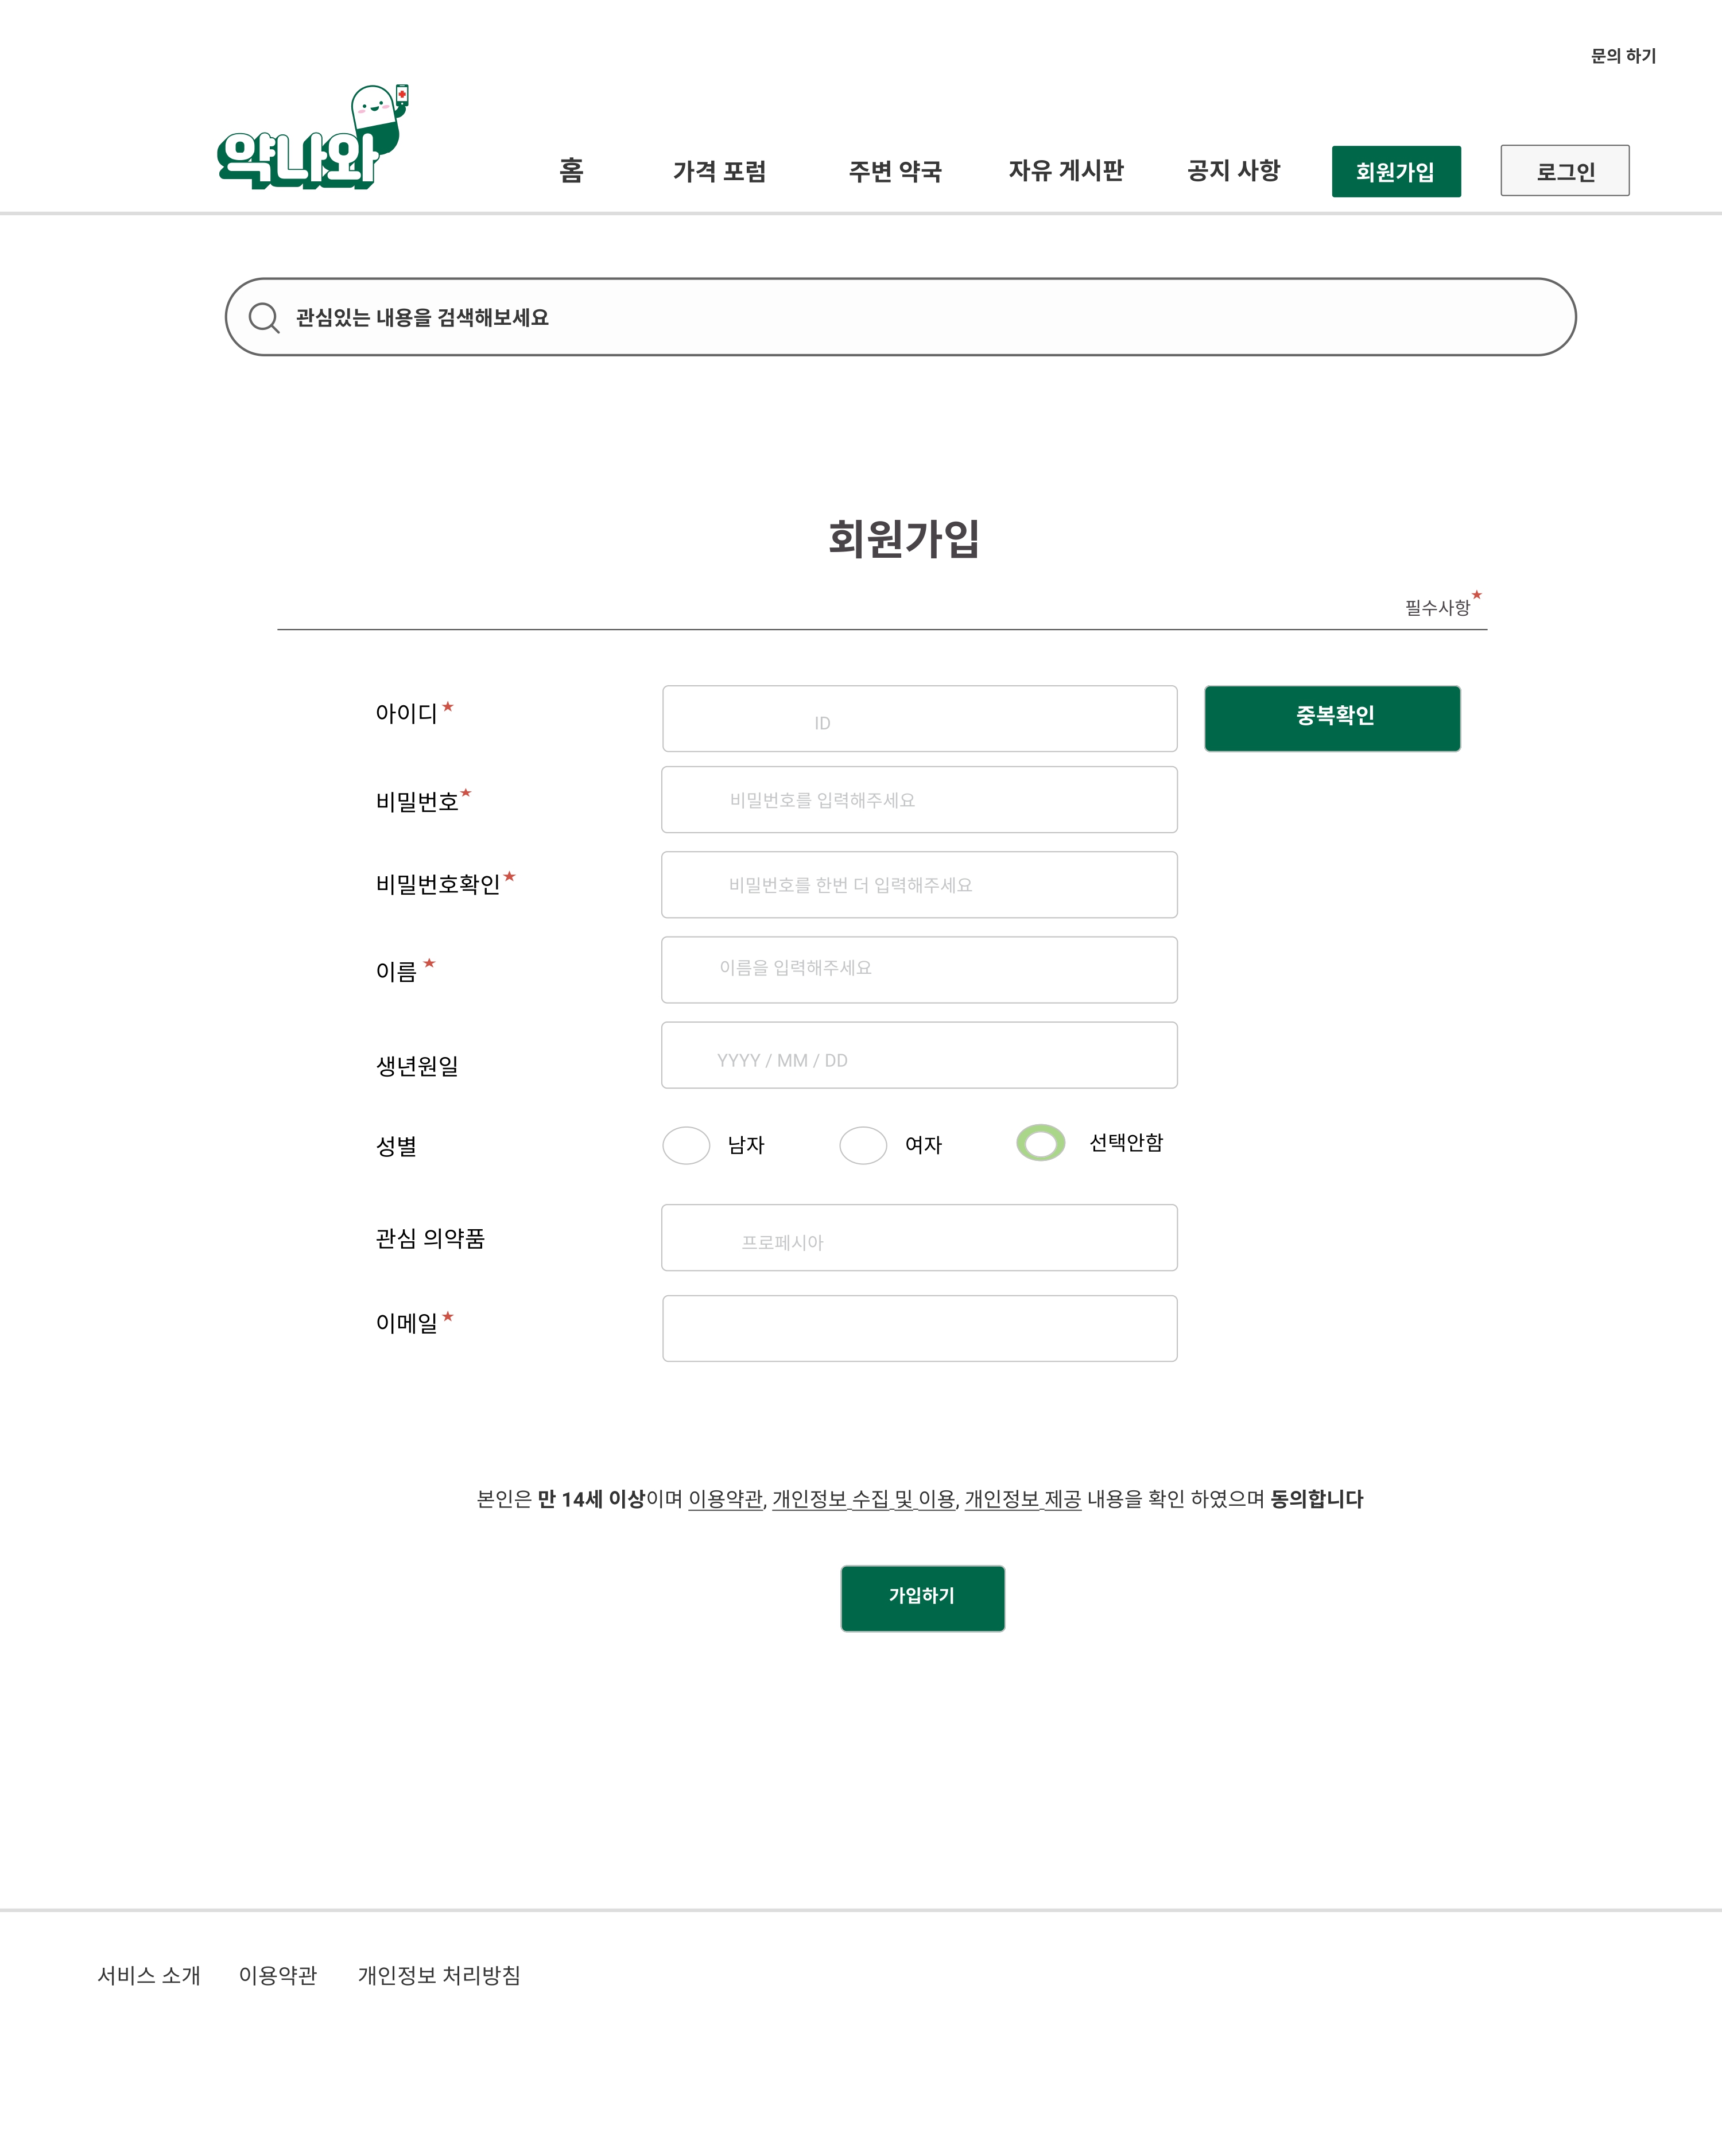 문의 하기
약나와
홈 가격 포럼 주변 약국 자유 게시판 공지 사항 회원가입 로그인
관심있는 내용을 검색해보세요
회원가입
필수사항★
아이디 ★ ID 중복확인
비밀번호★ 비밀번호를 입력해주세요
비밀번호확인★ 비밀번호를 한번 더 입력해주세요
이름 ★ 이름을 입력해주세요
생년원일 YYYY / MM / DD
성별 남자 여자 선택안함
관심 의약품 프로페시아
이메일★
본인은 만 14세 이상이며 이용약관, 개인정보 수집 및 이용, 개인정보 제공 내용을 확인 하였으며 동의합니다
가입하기
서비스 소개 이용약관 개인정보 처리방침